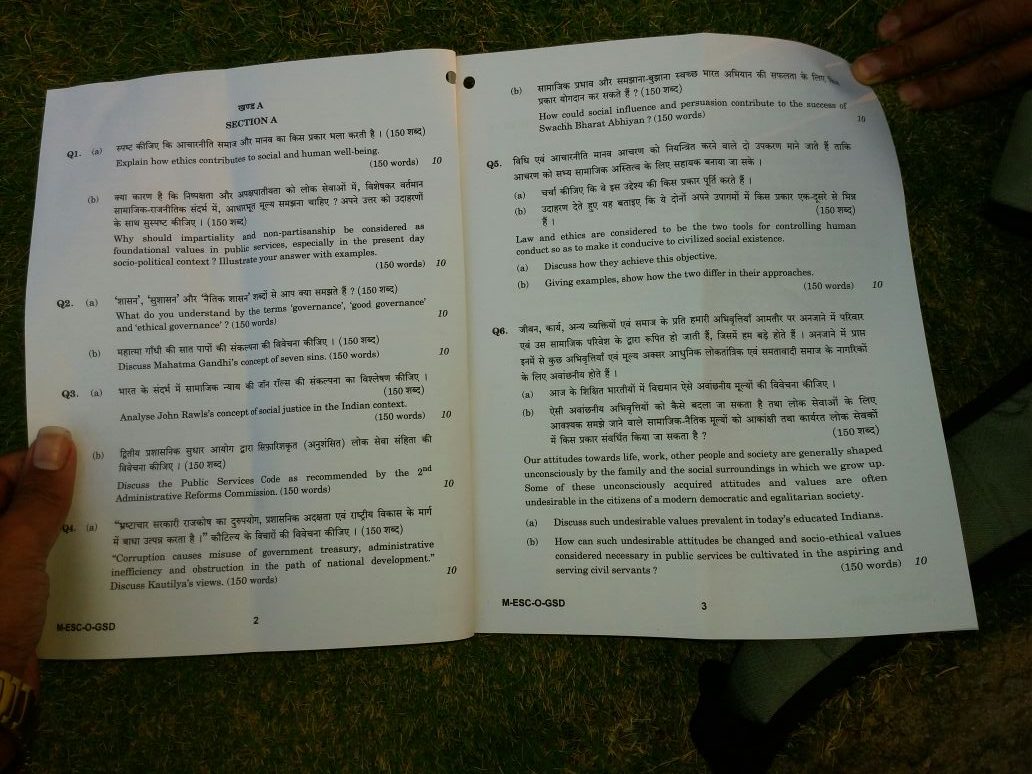 खण्ड A
SECTION A
Q1. (a) स्पष्ट कीजिए कि आचारनीति समाज और मानव का किस प्रकार भला करती है । (150 शब्द)
Explain how ethics contributes to social and human well-being.
(150 words) 10
(b) क्या कारण है कि निष्पक्षता और अपक्षपातीयता को लोक सेवाओं में, विशेषकर वर्तमान
सामाजिक-राजनीतिक संदर्भ में, आधारभूत मूल्य समझना चाहिए ? अपने उत्तर को उदाहरणों
के साथ सुस्पष्ट कीजिए । (150 शब्द)
Why should impartiality and non-partisanship be considered as
foundational values in public services, especially in the present day
socio-political context ? Illustrate your answer with examples.
(150 words) 10
Q2. (a) 'शासन', 'सुशासन' और 'नैतिक शासन' शब्दों से आप क्या समझते हैं ? (150 शब्द)
What do you understand by the terms 'governance', 'good governance'
and 'ethical governance' ? (150 words) 10
(b) महात्मा गाँधी की सात पापों की संकल्पना की विवेचना कीजिए । (150 शब्द)
Discuss Mahatma Gandhi's concept of seven sins. (150 words) 10
Q3. (a) भारत के संदर्भ में सामाजिक न्याय की जॉन रॉल्स की संकल्पना का विश्लेषण कीजिए ।
(150 शब्द)
Analyse John Rawls's concept of social justice in the Indian context.
(150 words) 10
(b) द्वितीय प्रशासनिक सुधार आयोग द्वारा सिफ़ारिशकृत (अनुशंसित) लोक सेवा संहिता की
विवेचना कीजिए । (150 शब्द)
Discuss the Public Services Code as recommended by the 2nd
Administrative Reforms Commission. (150 words) 10
Q4. (a) "भ्रष्टाचार सरकारी राजकोष का दुरुपयोग, प्रशासनिक अदक्षता एवं राष्ट्रीय विकास के मार्ग
में बाधा उत्पन्न करता है ।" कौटिल्य के विचारों की विवेचना कीजिए । (150 शब्द)
"Corruption causes misuse of government treasury, administrative
inefficiency and obstruction in the path of national development."
Discuss Kautilya's views. (150 words) 10
M-ESC-O-GSD
2
(b) सामाजिक प्रभाव और समझाना-बुझाना स्वच्छ भारत अभियान की सफलता के लिए
प्रकार योगदान कर सकते हैं ? (150 शब्द)
How could social influence and persuasion contribute to the success of
Swachh Bharat Abhiyan ? (150 words) 10
Q5. विधि एवं आचारनीति मानव आचरण को नियन्त्रित करने वाले दो उपकरण माने जाते हैं ताकि
आचरण को सभ्य सामाजिक अस्तित्व के लिए सहायक बनाया जा सके ।
(a) चर्चा कीजिए कि वे इस उद्देश्य की किस प्रकार पूर्ति करते हैं ।
(b) उदाहरण देते हुए यह बताइए कि ये दोनों अपने उपागमों में किस प्रकार एक-दूसरे से भिन्न
हैं । (150 शब्द)
Law and ethics are considered to be the two tools for controlling human
conduct so as to make it conducive to civilized social existence.
(a) Discuss how they achieve this objective.
(b) Giving examples, show how the two differ in their approaches.
(150 words) 10
Q6. जीवन, कार्य, अन्य व्यक्तियों एवं समाज के प्रति हमारी अभिवृत्तियाँ आमतौर पर अनजाने में परिवार
एवं उस सामाजिक परिवेश के द्वारा रूपित हो जाती हैं, जिसमें हम बड़े होते हैं । अनजाने में प्राप्त
इनमें से कुछ अभिवृत्तियाँ एवं मूल्य अक्सर आधुनिक लोकतांत्रिक एवं समतावादी समाज के नागरिकों
के लिए अवांछनीय होते हैं ।
(a) आज के शिक्षित भारतीयों में विद्यमान ऐसे अवांछनीय मूल्यों की विवेचना कीजिए ।
(b) ऐसी अवांछनीय अभिवृत्तियों को कैसे बदला जा सकता है तथा लोक सेवाओं के लिए
आवश्यक समझे जाने वाले सामाजिक-नैतिक मूल्यों को आकांक्षी तथा कार्यरत लोक सेवकों
में किस प्रकार संवर्धित किया जा सकता है ? (150 शब्द)
Our attitudes towards life, work, other people and society are generally shaped
unconsciously by the family and the social surroundings in which we grow up.
Some of these unconsciously acquired attitudes and values are often
undesirable in the citizens of a modern democratic and egalitarian society.
(a) Discuss such undesirable values prevalent in today's educated Indians.
(b) How can such undesirable attitudes be changed and socio-ethical values
considered necessary in public services be cultivated in the aspiring and
serving civil servants ? (150 words) 10
M-ESC-O-GSD
3